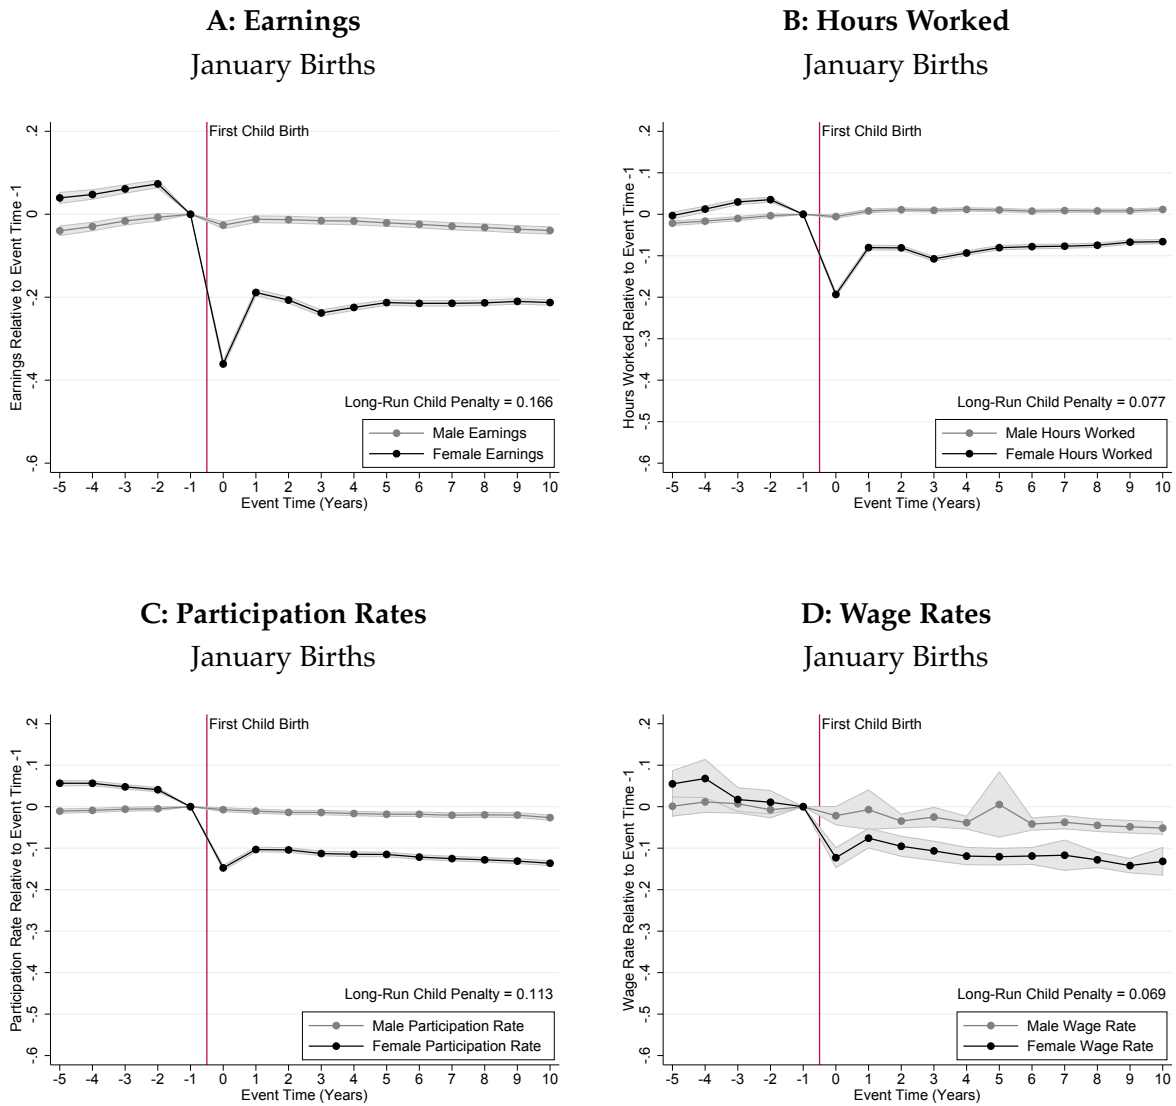 A: Earnings
January Births
First Child Birth
Earnings Relative to Event Time -1
.2
0
-.2
-.4
-.6
Long-Run Child Penalty = 0.166
Male Earnings
Female Earnings
-5 -4 -3 -2 -1 0 1 2 3 4 5 6 7 8 9 10
Event Time (Years)
B: Hours Worked
January Births
First Child Birth
Hours Worked Relative to Event Time -1
.2
.1
0
-.1
-.2
-.3
-.4
-.5
-.6
Long-Run Child Penalty = 0.077
Male Hours Worked
Female Hours Worked
-5 -4 -3 -2 -1 0 1 2 3 4 5 6 7 8 9 10
Event Time (Years)
C: Participation Rates
January Births
First Child Birth
Participation Rate Relative to Event Time -1
.2
.1
0
-.1
-.2
-.3
-.4
-.5
-.6
Long-Run Child Penalty = 0.113
Male Participation Rate
Female Participation Rate
-5 -4 -3 -2 -1 0 1 2 3 4 5 6 7 8 9 10
Event Time (Years)
D: Wage Rates
January Births
First Child Birth
Wage Rate Relative to Event Time -1
.2
.1
0
-.1
-.2
-.3
-.4
-.5
-.6
Long-Run Child Penalty = 0.069
Male Wage Rate
Female Wage Rate
-5 -4 -3 -2 -1 0 1 2 3 4 5 6 7 8 9 10
Event Time (Years)